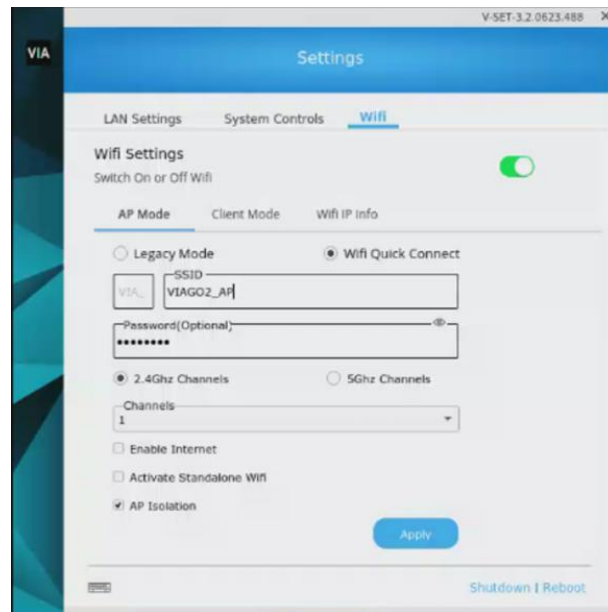 V-SET-3.2.0623.488 X
VIA
Settings
LAN Settings System Controls Wifi
Wifi Settings
Switch On or Off Wifi
AP Mode Client Mode Wifi IP Info
Legacy Mode Wifi Quick Connect
SSID
VIA_ VIAGO2_AP
Password(Optional)
••••••••
2.4Ghz Channels 5Ghz Channels
Channels
1
Enable Internet
Activate Standalone Wifi
AP Isolation
Apply
Shutdown | Reboot